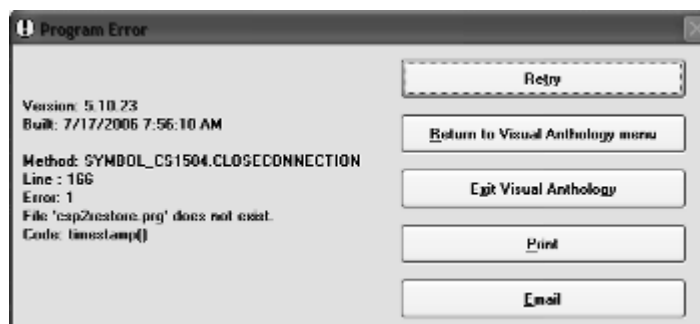 Program Error
Version: 5.10.23
Built: 7/17/2006 7:56:10 AM
Method: SYMBOL_CS1504.CLOSECONNECTION
Line : 166
Error: 1
File 'csp2restore.prg' does not exist.
Code: timestamp()
Retry
Return to Visual Anthology menu
Exit Visual Anthology
Print
Email